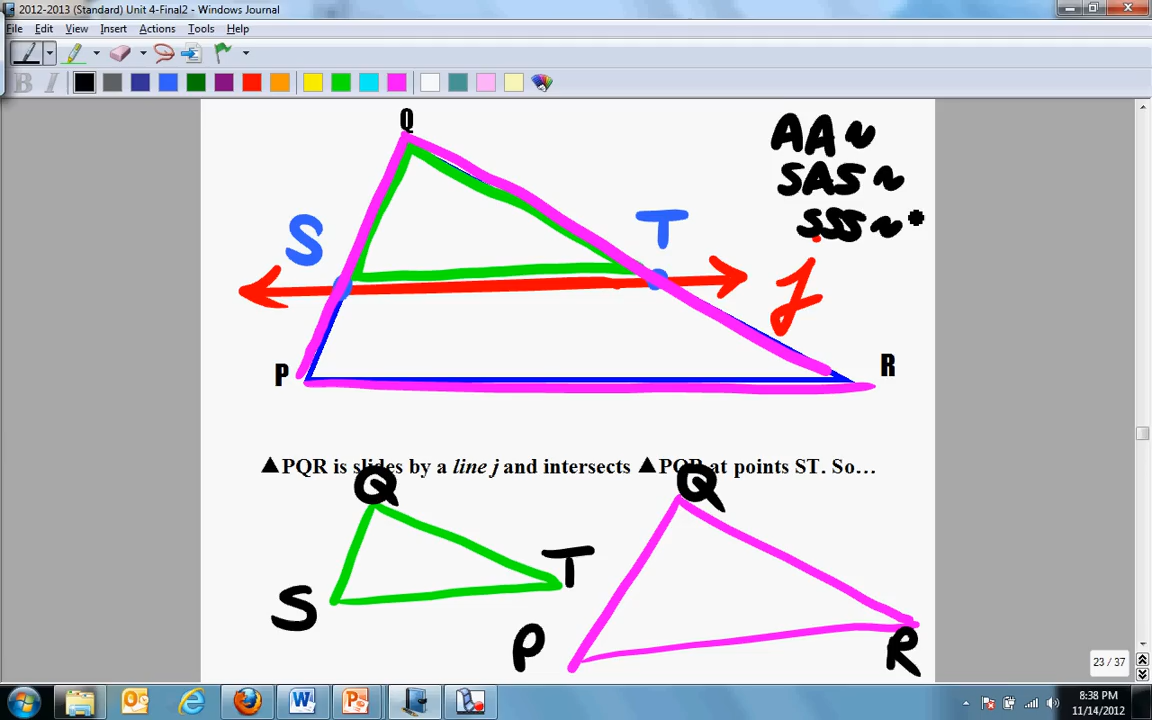 2012-2013 (Standard) Unit 4-Final2 - Windows Journal
File Edit View Insert Actions Tools Help
B I
Q
AA~
SAS~
SSS~
S
T
j
P
R
▲PQR is slides by a line j and intersects ▲PQR at points ST. So…
Q
Q
T
S
P
R
23 / 37
8:38 PM
11/14/2012